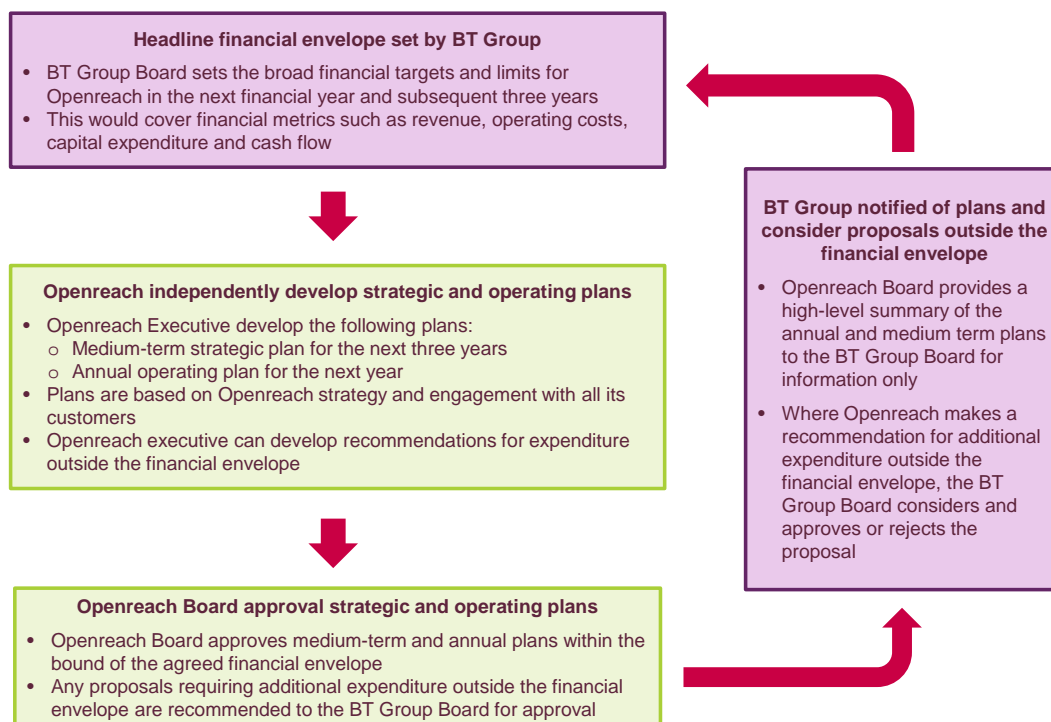 Headline financial envelope set by BT Group
• BT Group Board sets the broad financial targets and limits for
Openreach in the next financial year and subsequent three years
• This would cover financial metrics such as revenue, operating costs,
capital expenditure and cash flow
Openreach independently develop strategic and operating plans
• Openreach Executive develop the following plans:
o Medium-term strategic plan for the next three years
o Annual operating plan for the next year
• Plans are based on Openreach strategy and engagement with all its
customers
• Openreach executive can develop recommendations for expenditure
outside the financial envelope
Openreach Board approval strategic and operating plans
• Openreach Board approves medium-term and annual plans within the
bound of the agreed financial envelope
• Any proposals requiring additional expenditure outside the financial
envelope are recommended to the BT Group Board for approval
BT Group notified of plans and
consider proposals outside the
financial envelope
• Openreach Board provides a
high-level summary of the
annual and medium term plans
to the BT Group Board for
information only
• Where Openreach makes a
recommendation for additional
expenditure outside the
financial envelope, the BT
Group Board considers and
approves or rejects the
proposal